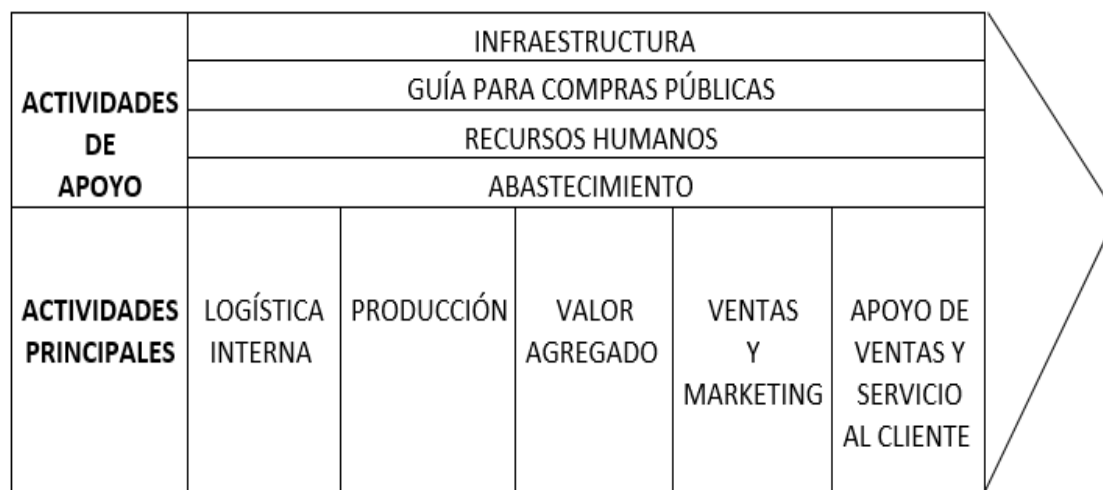 ACTIVIDADES
DE
APOYO
INFRAESTRUCTURA
GUÍA PARA COMPRAS PÚBLICAS
RECURSOS HUMANOS
ABASTECIMIENTO
ACTIVIDADES
PRINCIPALES
LOGÍSTICA
INTERNA
PRODUCCIÓN
VALOR
AGREGADO
VENTAS
Y
MARKETING
APOYO DE
VENTAS Y
SERVICIO
AL CLIENTE